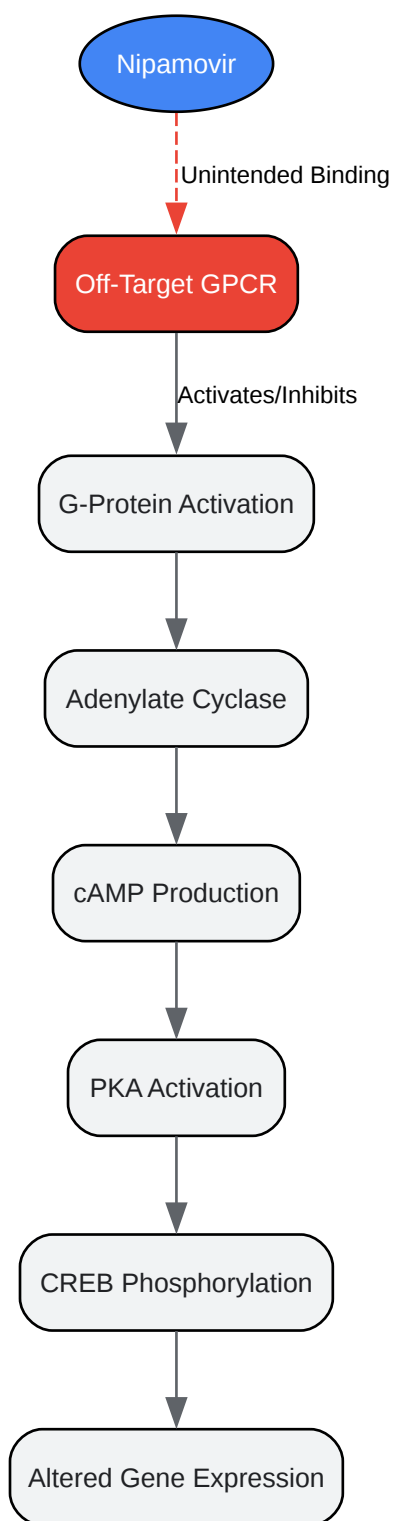 Nipamovir
Unintended Binding
Off-Target GPCR
Activates/Inhibits
G-Protein Activation
Adenylate Cyclase
cAMP Production
PKA Activation
CREB Phosphorylation
Altered Gene Expression